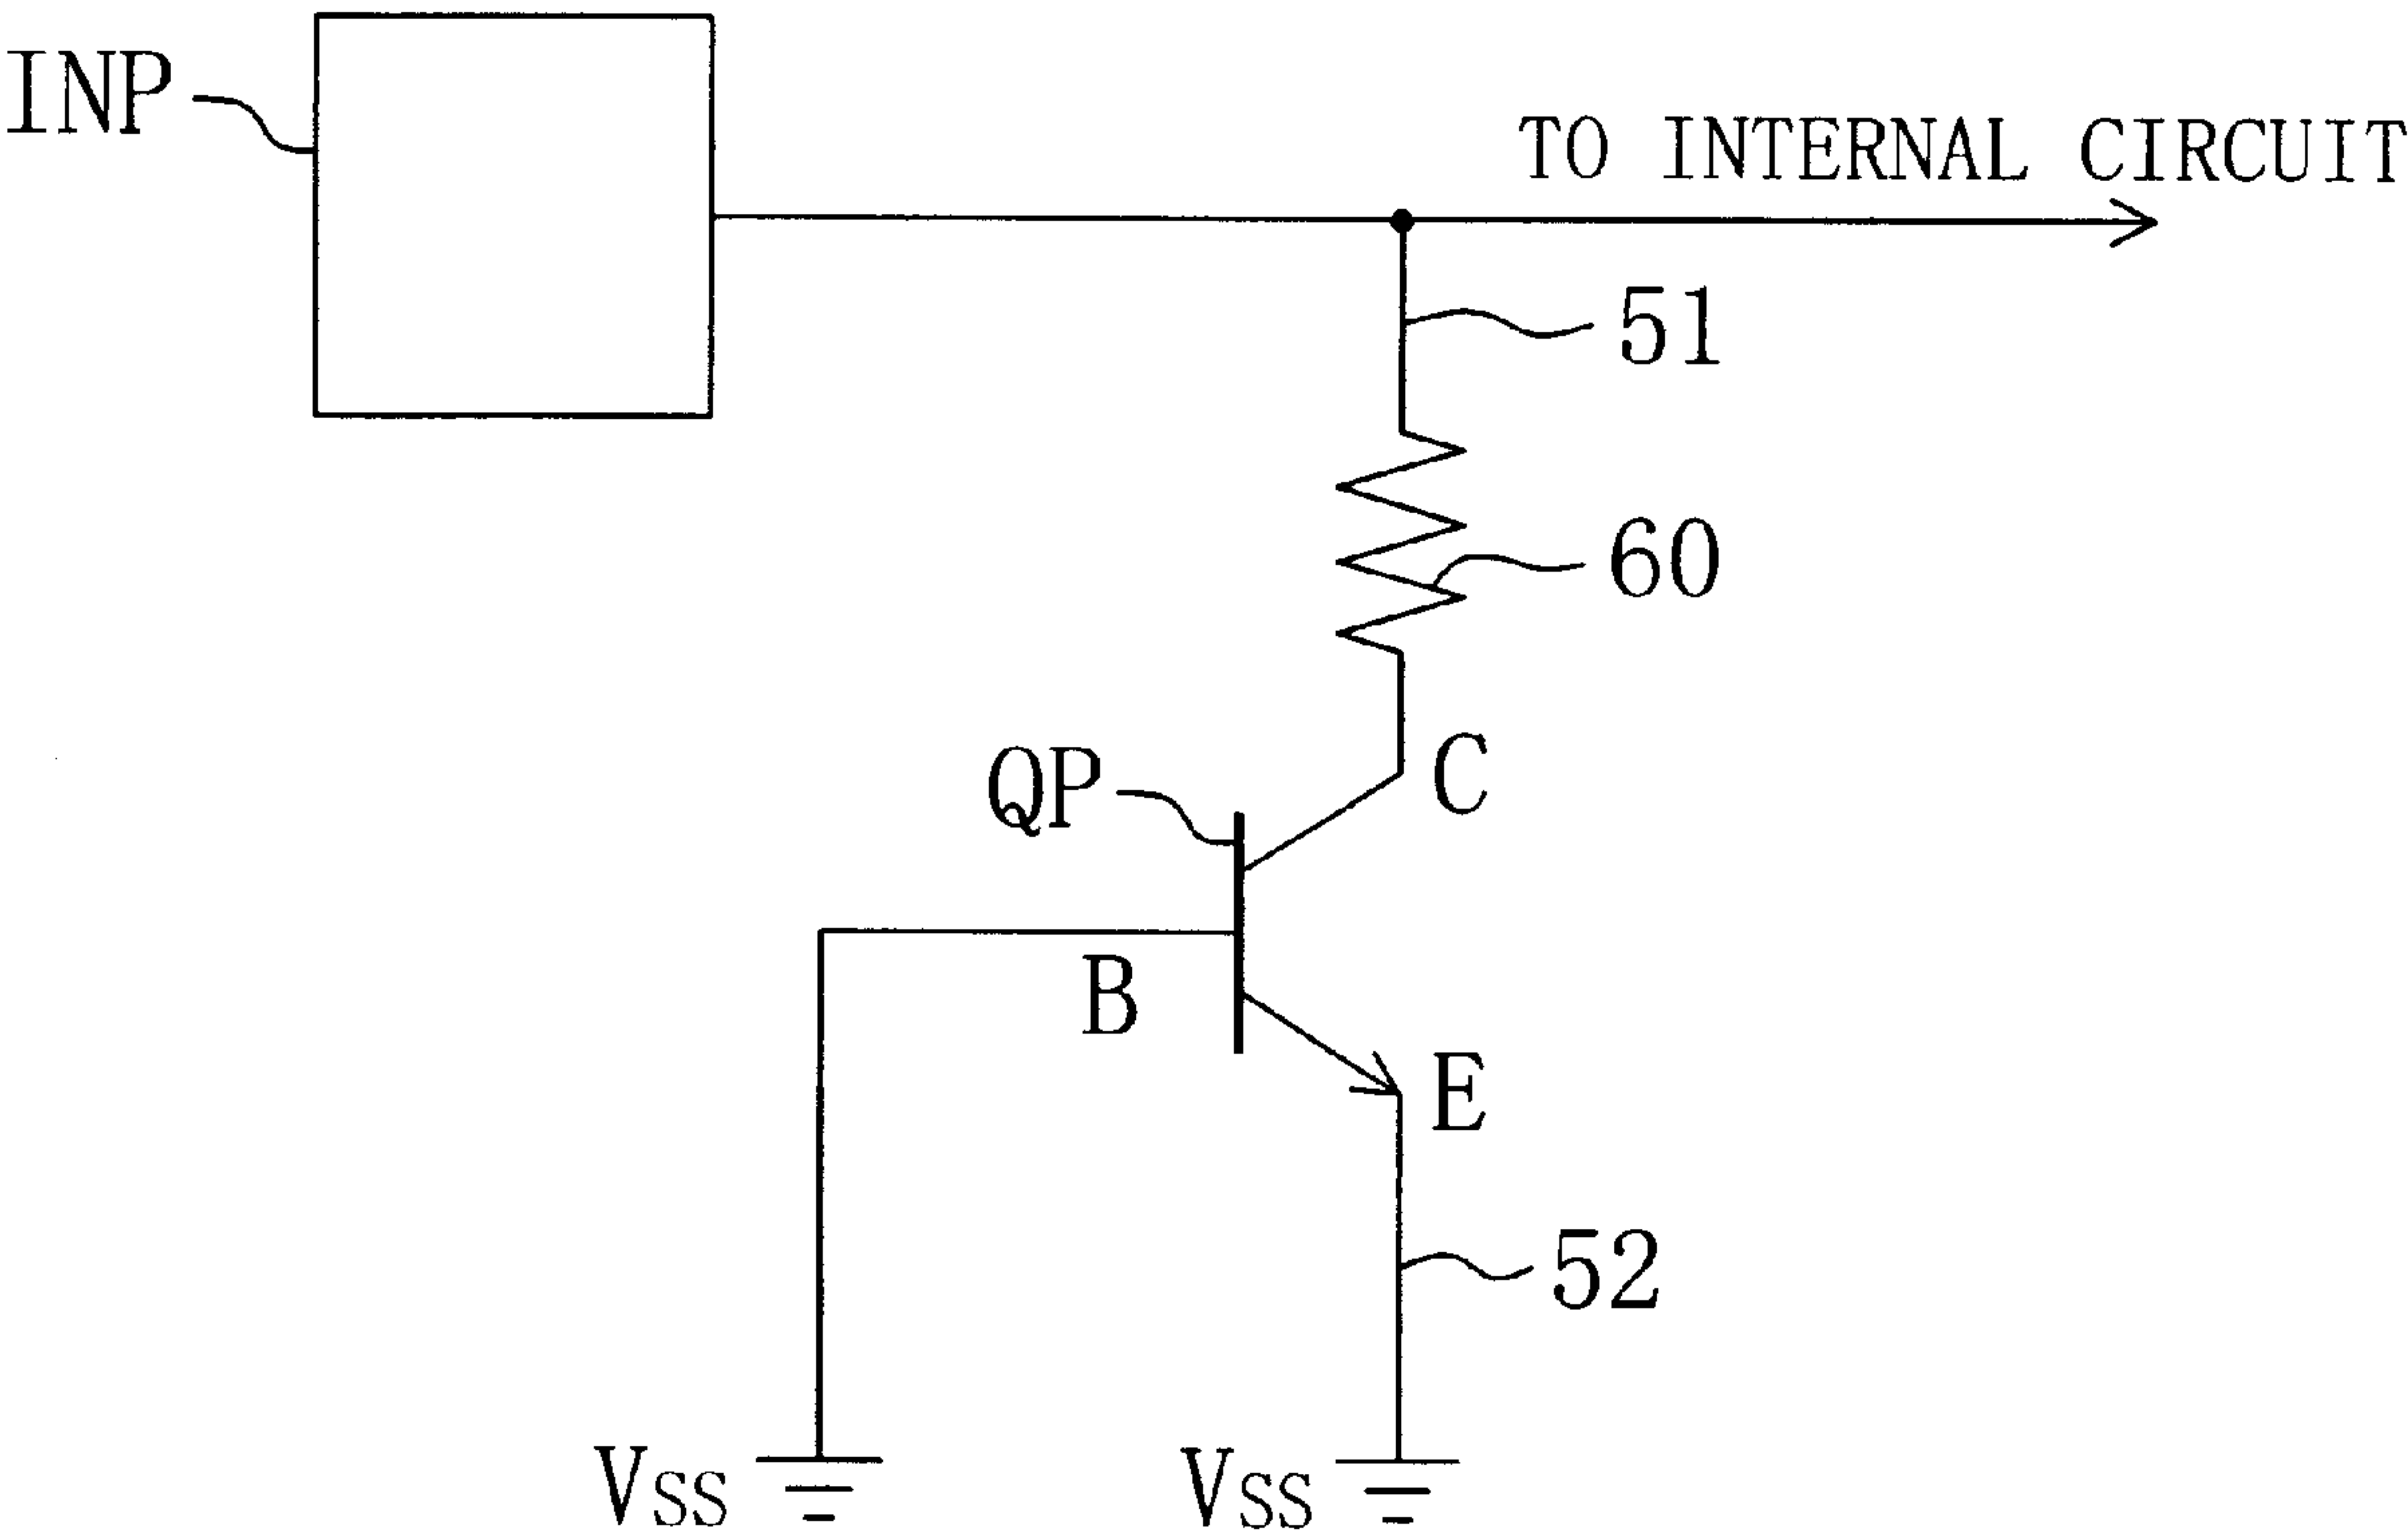 INP
TO INTERNAL CIRCUIT
51
60
QP
C
B
E
52
VSS
VSS